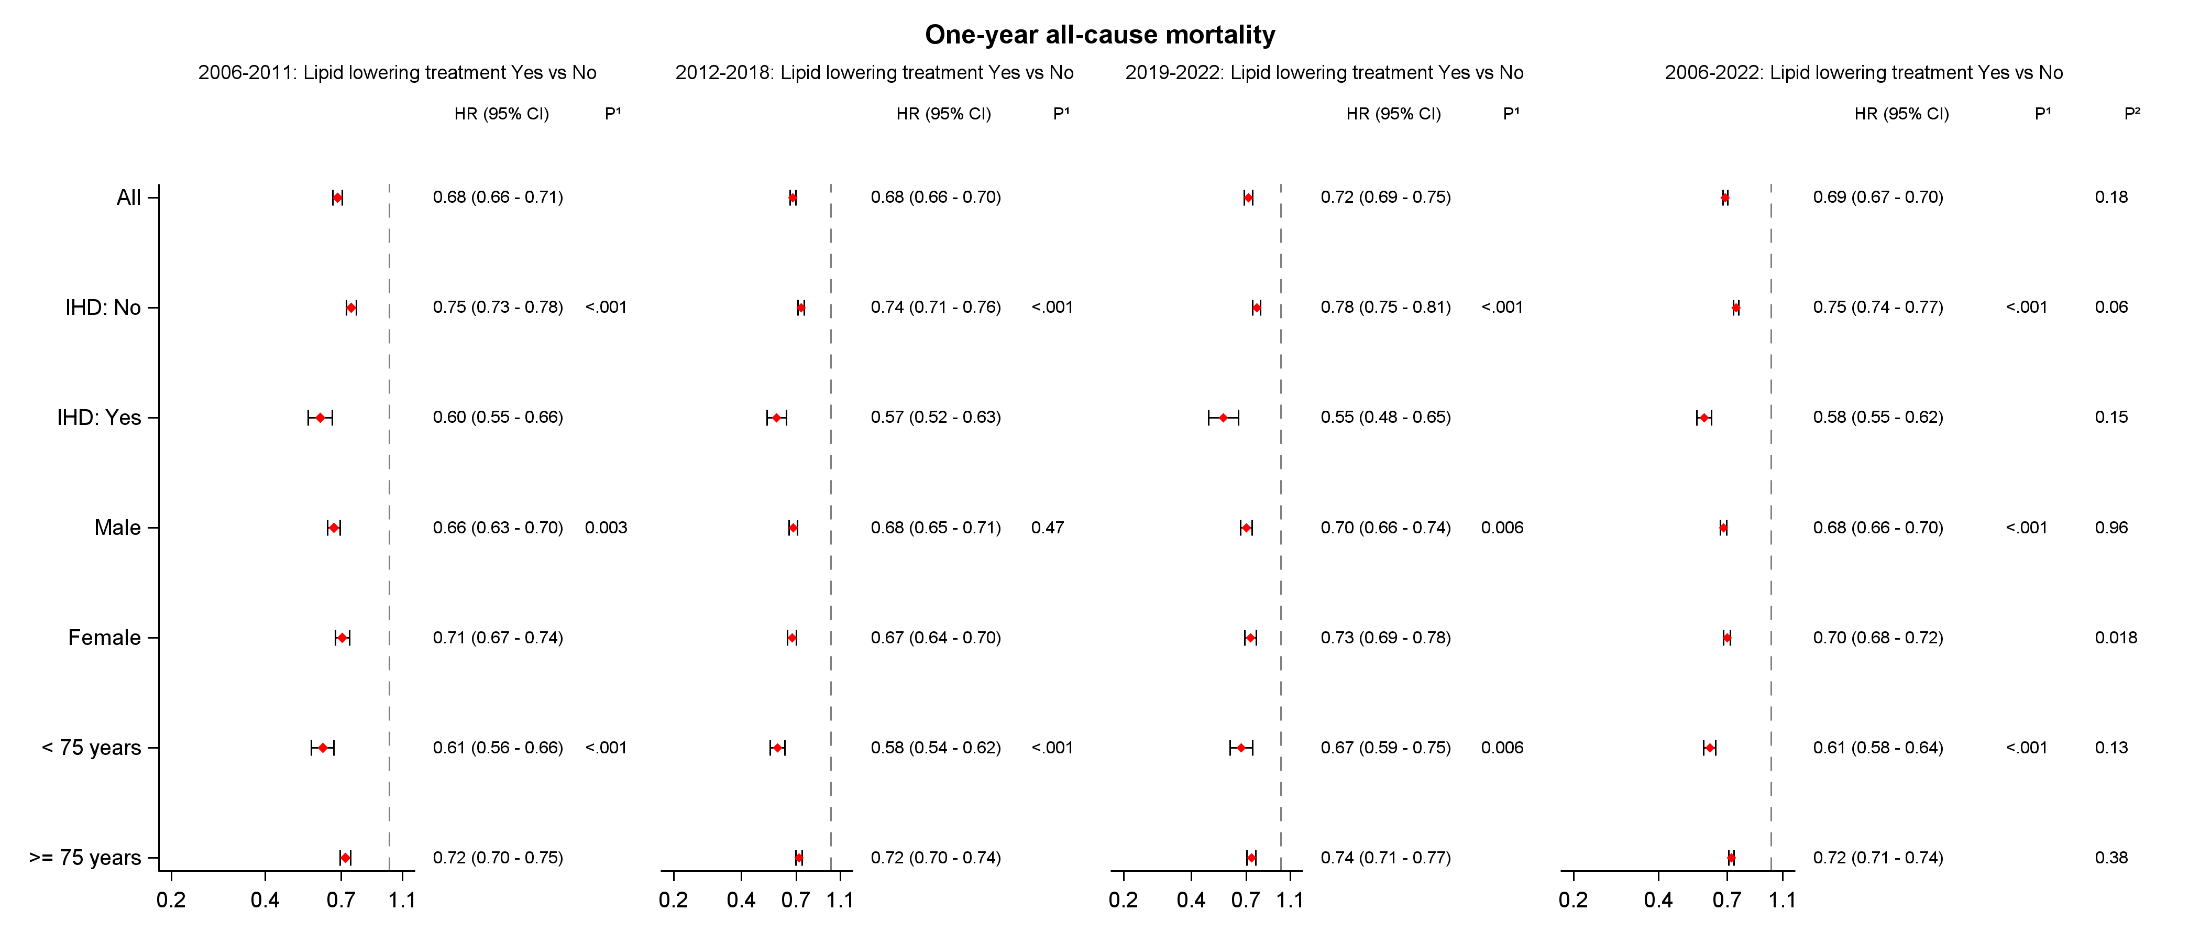 One-year all-cause mortality
2006-2011: Lipid lowering treatment Yes vs No 2012-2018: Lipid lowering treatment Yes vs No 2019-2022: Lipid lowering treatment Yes vs No 2006-2022: Lipid lowering treatment Yes vs No
HR (95% CI) P¹ HR (95% CI) P¹ HR (95% CI) P¹ HR (95% CI) P¹ P²
All 0.68 (0.66 - 0.71) 0.68 (0.66 - 0.70) 0.72 (0.69 - 0.75) 0.69 (0.67 - 0.70) 0.18
IHD: No 0.75 (0.73 - 0.78) <.001 0.74 (0.71 - 0.76) <.001 0.78 (0.75 - 0.81) <.001 0.75 (0.74 - 0.77) <.001 0.06
IHD: Yes 0.60 (0.55 - 0.66) 0.57 (0.52 - 0.63) 0.55 (0.48 - 0.65) 0.58 (0.55 - 0.62) 0.15
Male 0.66 (0.63 - 0.70) 0.003 0.68 (0.65 - 0.71) 0.47 0.70 (0.66 - 0.74) 0.006 0.68 (0.66 - 0.70) <.001 0.96
Female 0.71 (0.67 - 0.74) 0.67 (0.64 - 0.70) 0.73 (0.69 - 0.78) 0.70 (0.68 - 0.72) 0.018
< 75 years 0.61 (0.56 - 0.66) <.001 0.58 (0.54 - 0.62) <.001 0.67 (0.59 - 0.75) 0.006 0.61 (0.58 - 0.64) <.001 0.13
>= 75 years 0.72 (0.70 - 0.75) 0.72 (0.70 - 0.74) 0.74 (0.71 - 0.77) 0.72 (0.71 - 0.74) 0.38
0.2 0.4 0.7 1.1 0.2 0.4 0.7 1.1 0.2 0.4 0.7 1.1 0.2 0.4 0.7 1.1